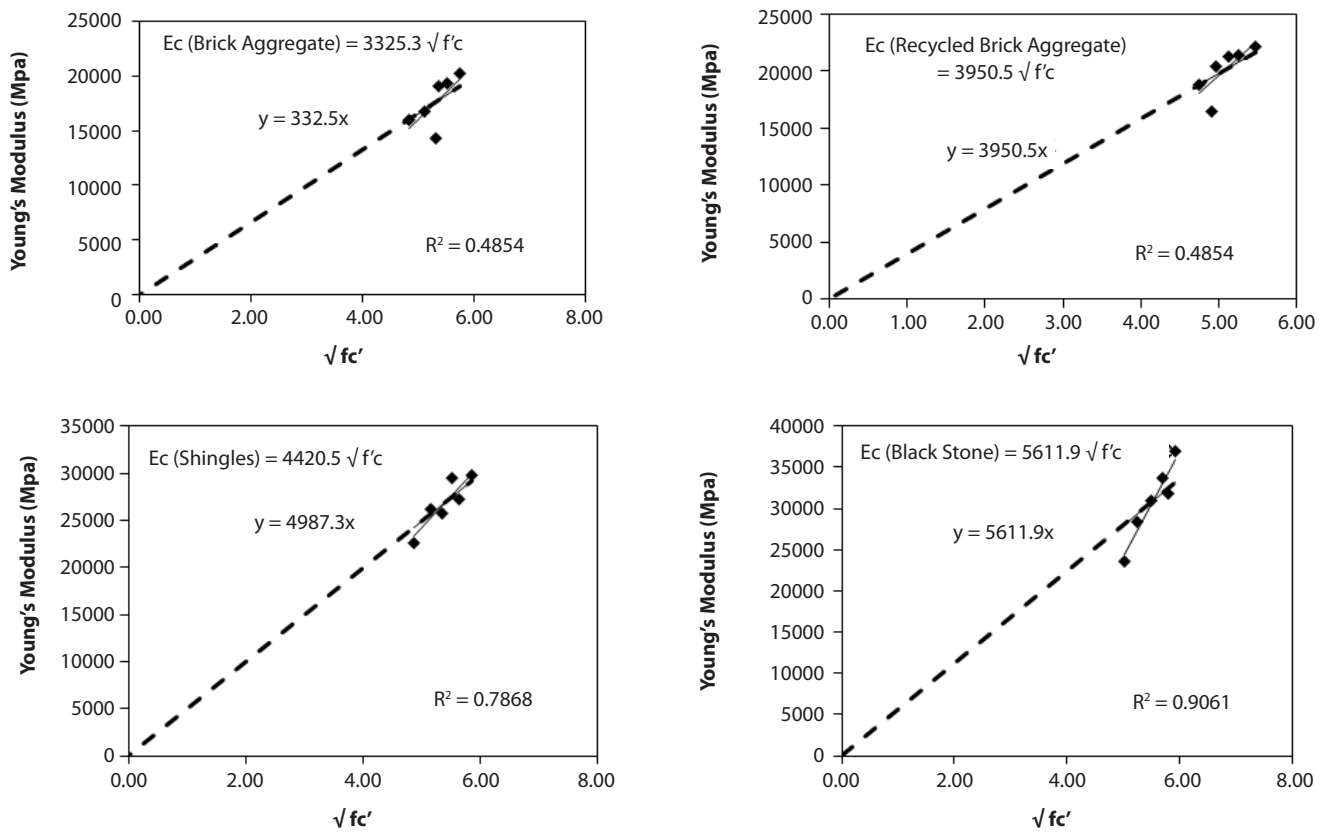 25000
20000
15000
10000
5000
0
Young's Modulus (Mpa)
Ec (Brick Aggregate) = 3325.3 √ f'c
y = 332.5x
R² = 0.4854
0.00 2.00 4.00 6.00 8.00
√ fc'
25000
20000
15000
10000
5000
0
Young's Modulus (Mpa)
Ec (Recycled Brick Aggregate)
= 3950.5 √ f'c
y = 3950.5x
R² = 0.4854
0.00 1.00 2.00 3.00 4.00 5.00 6.00
√ fc'
35000
30000
25000
20000
15000
10000
5000
0
Young's Modulus (Mpa)
Ec (Shingles) = 4420.5 √ f'c
y = 4987.3x
R² = 0.7868
0.00 2.00 4.00 6.00 8.00
√ fc'
40000
35000
30000
25000
20000
15000
10000
5000
0
Young's Modulus (Mpa)
Ec (Black Stone) = 5611.9 √ f'c
y = 5611.9x
R² = 0.9061
0.00 2.00 4.00 6.00 8.00
√ fc'